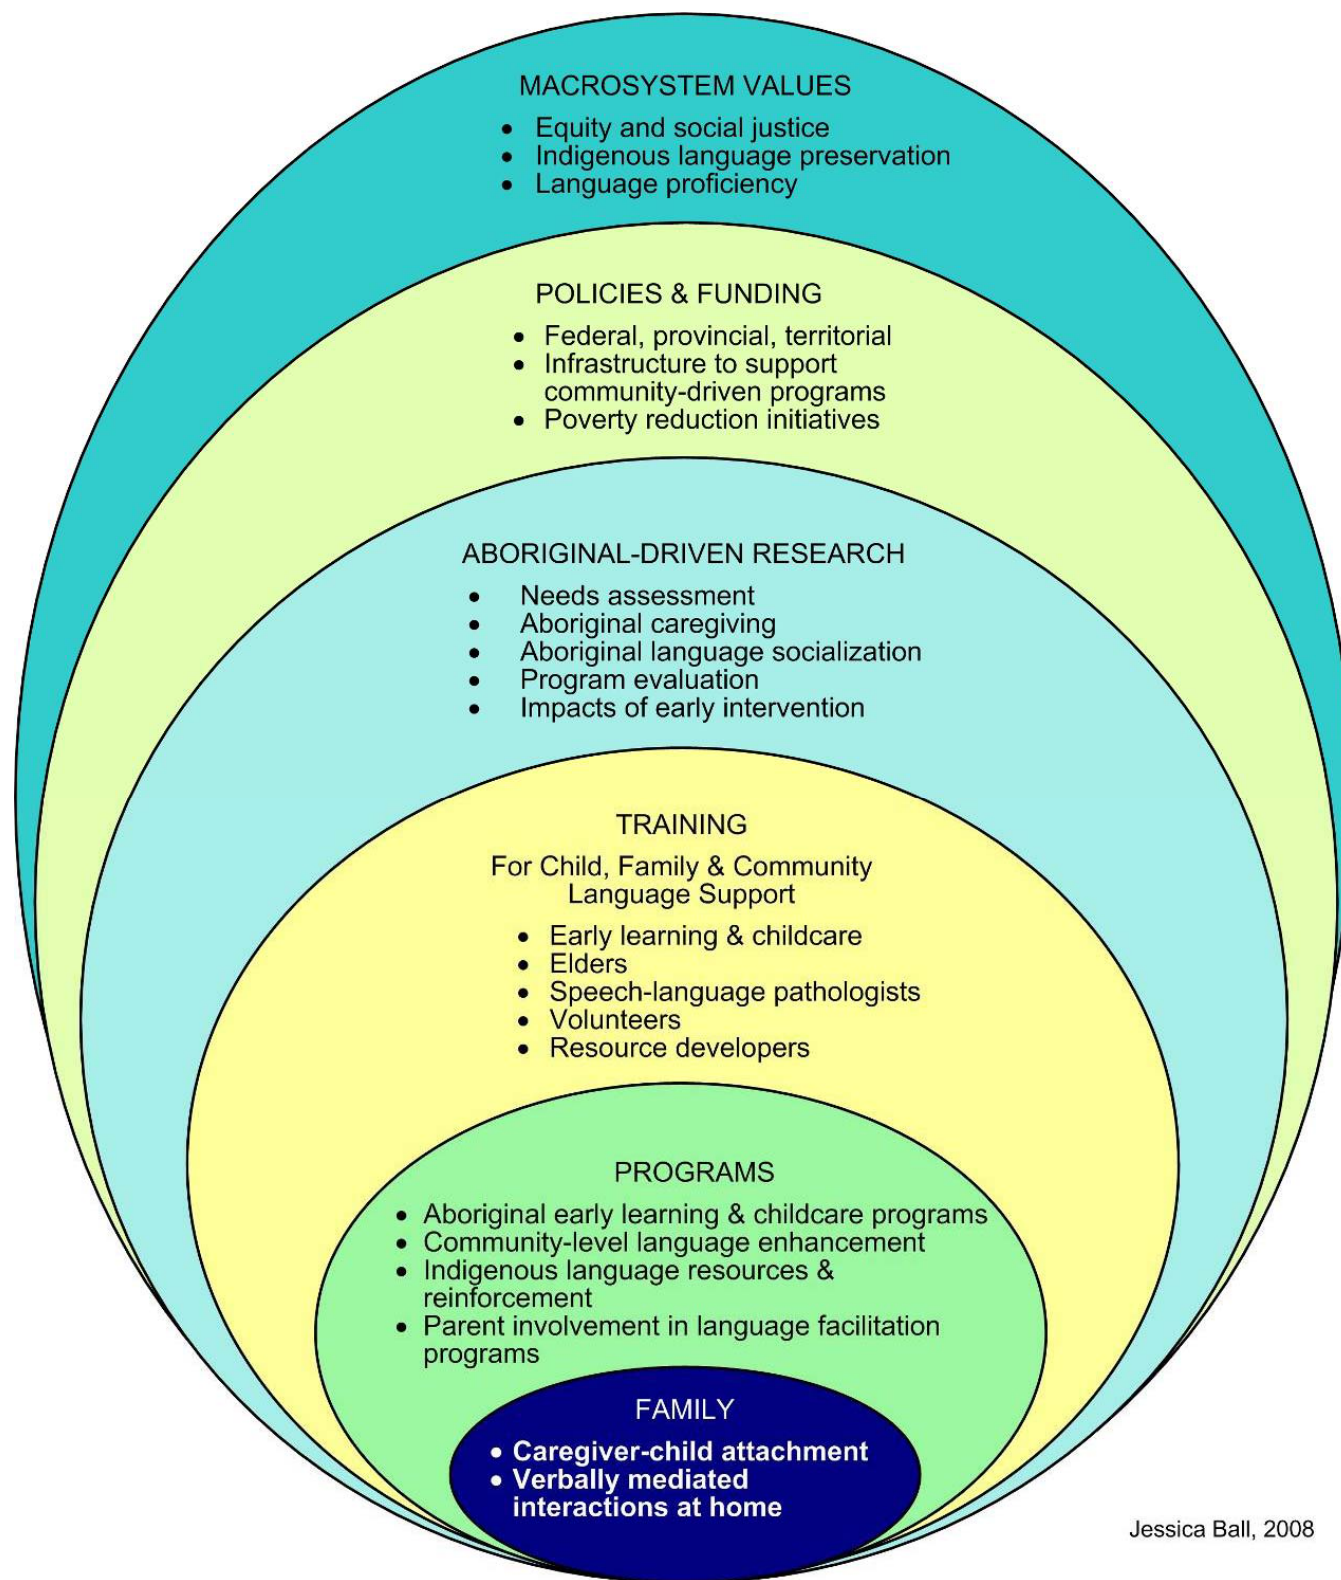 MACROSYSTEM VALUES
• Equity and social justice
• Indigenous language preservation
• Language proficiency
POLICIES & FUNDING
• Federal, provincial, territorial
• Infrastructure to support
community-driven programs
• Poverty reduction initiatives
ABORIGINAL-DRIVEN RESEARCH
• Needs assessment
• Aboriginal caregiving
• Aboriginal language socialization
• Program evaluation
• Impacts of early intervention
TRAINING
For Child, Family & Community
Language Support
• Early learning & childcare
• Elders
• Speech-language pathologists
• Volunteers
• Resource developers
PROGRAMS
• Aboriginal early learning & childcare programs
• Community-level language enhancement
• Indigenous language resources &
reinforcement
• Parent involvement in language facilitation
programs
FAMILY
• Caregiver-child attachment
• Verbally mediated
interactions at home
Jessica Ball, 2008